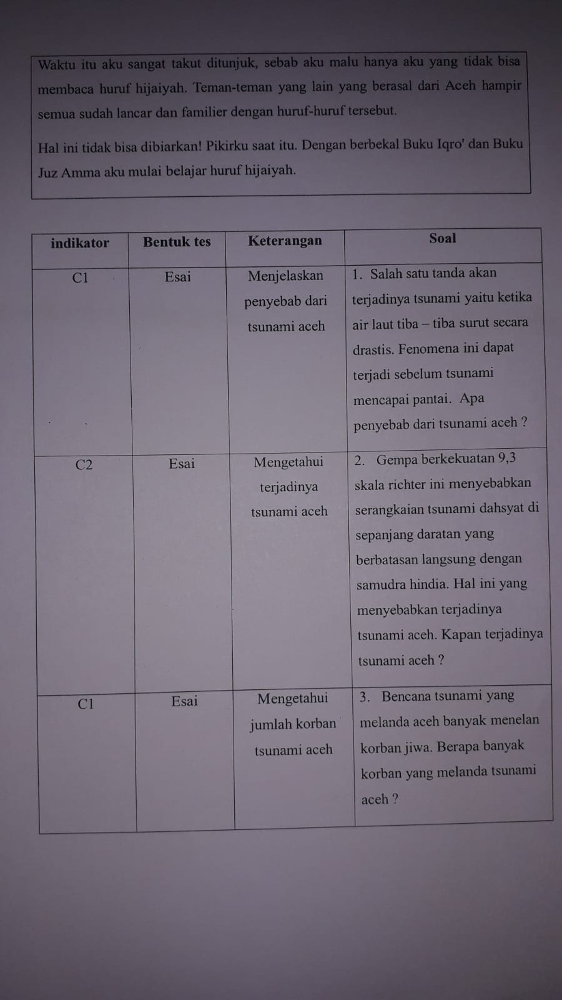 Waktu itu aku sangat takut ditunjuk, sebab aku malu hanya aku yang tidak bisa
membaca huruf hijaiyah. Teman-teman yang lain yang berasal dari Aceh hampir
semua sudah lancar dan familier dengan huruf-huruf tersebut.
Hal ini tidak bisa dibiarkan! Pikirku saat itu. Dengan berbekal Buku Iqro' dan Buku
Juz Amma aku mulai belajar huruf hijaiyah.
indikator
Bentuk tes
Keterangan
Soal
C1
Esai
Menjelaskan
penyebab dari
tsunami aceh
1. Salah satu tanda akan
terjadinya tsunami yaitu ketika
air laut tiba – tiba surut secara
drastis. Fenomena ini dapat
terjadi sebelum tsunami
mencapai pantai. Apa
penyebab dari tsunami aceh ?
C2
Esai
Mengetahui
terjadinya
tsunami aceh
2. Gempa berkekuatan 9,3
skala richter ini menyebabkan
serangkaian tsunami dahsyat di
sepanjang daratan yang
berbatasan langsung dengan
samudra hindia. Hal ini yang
menyebabkan terjadinya
tsunami aceh. Kapan terjadinya
tsunami aceh ?
C1
Esai
Mengetahui
jumlah korban
tsunami aceh
3. Bencana tsunami yang
melanda aceh banyak menelan
korban jiwa. Berapa banyak
korban yang melanda tsunami
aceh ?